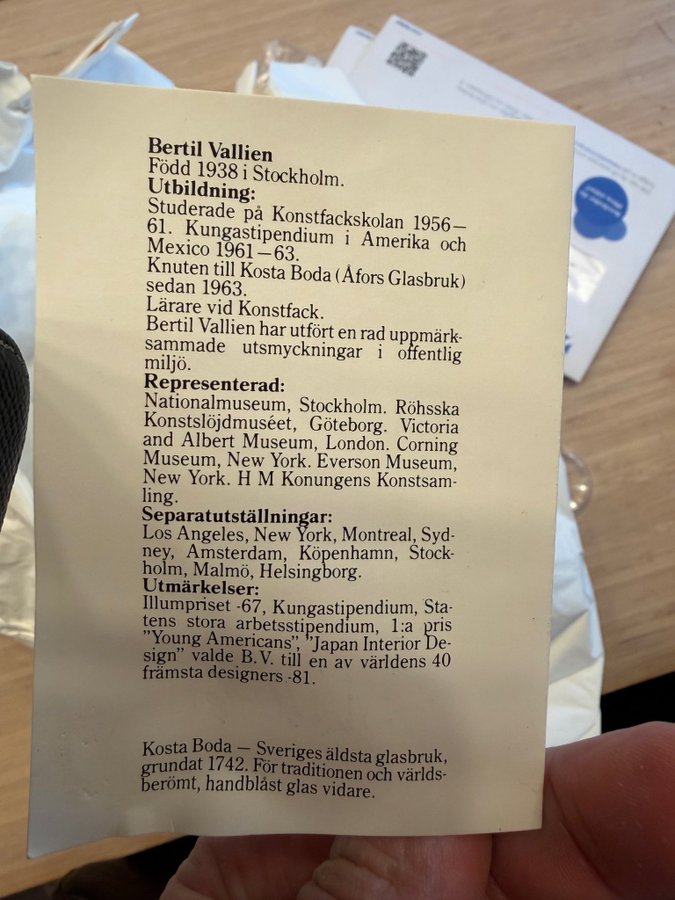 Bertil Vallien
Född 1938 i Stockholm.
Utbildning:
Studerade på Konstfackskolan 1956—
61. Kungastipendium i Amerika och
Mexico 1961—63.
Knuten till Kosta Boda (Åfors Glasbruk)
sedan 1963.
Lärare vid Konstfack.
Bertil Vallien har utfört en rad uppmärk-
sammade utsmyckningar i offentlig
miljö.
Representerad:
Nationalmuseum, Stockholm. Röhsska
Konstslöjdmuséet, Göteborg. Victoria
and Albert Museum, London. Corning
Museum, New York. Everson Museum,
New York. H M Konungens Konstsam-
ling.
Separatutställningar:
Los Angeles, New York, Montreal, Syd-
ney, Amsterdam, Köpenhamn, Stock-
holm, Malmö, Helsingborg.
Utmärkelser:
Illumpriset -67, Kungastipendium, Sta-
tens stora arbetsstipendium, 1:a pris
”Young Americans”, ”Japan Interior De-
sign” valde B.V. till en av världens 40
främsta designers -81.
Kosta Boda — Sveriges äldsta glasbruk,
grundat 1742. För traditionen och världs-
berömt, handblåst glas vidare.